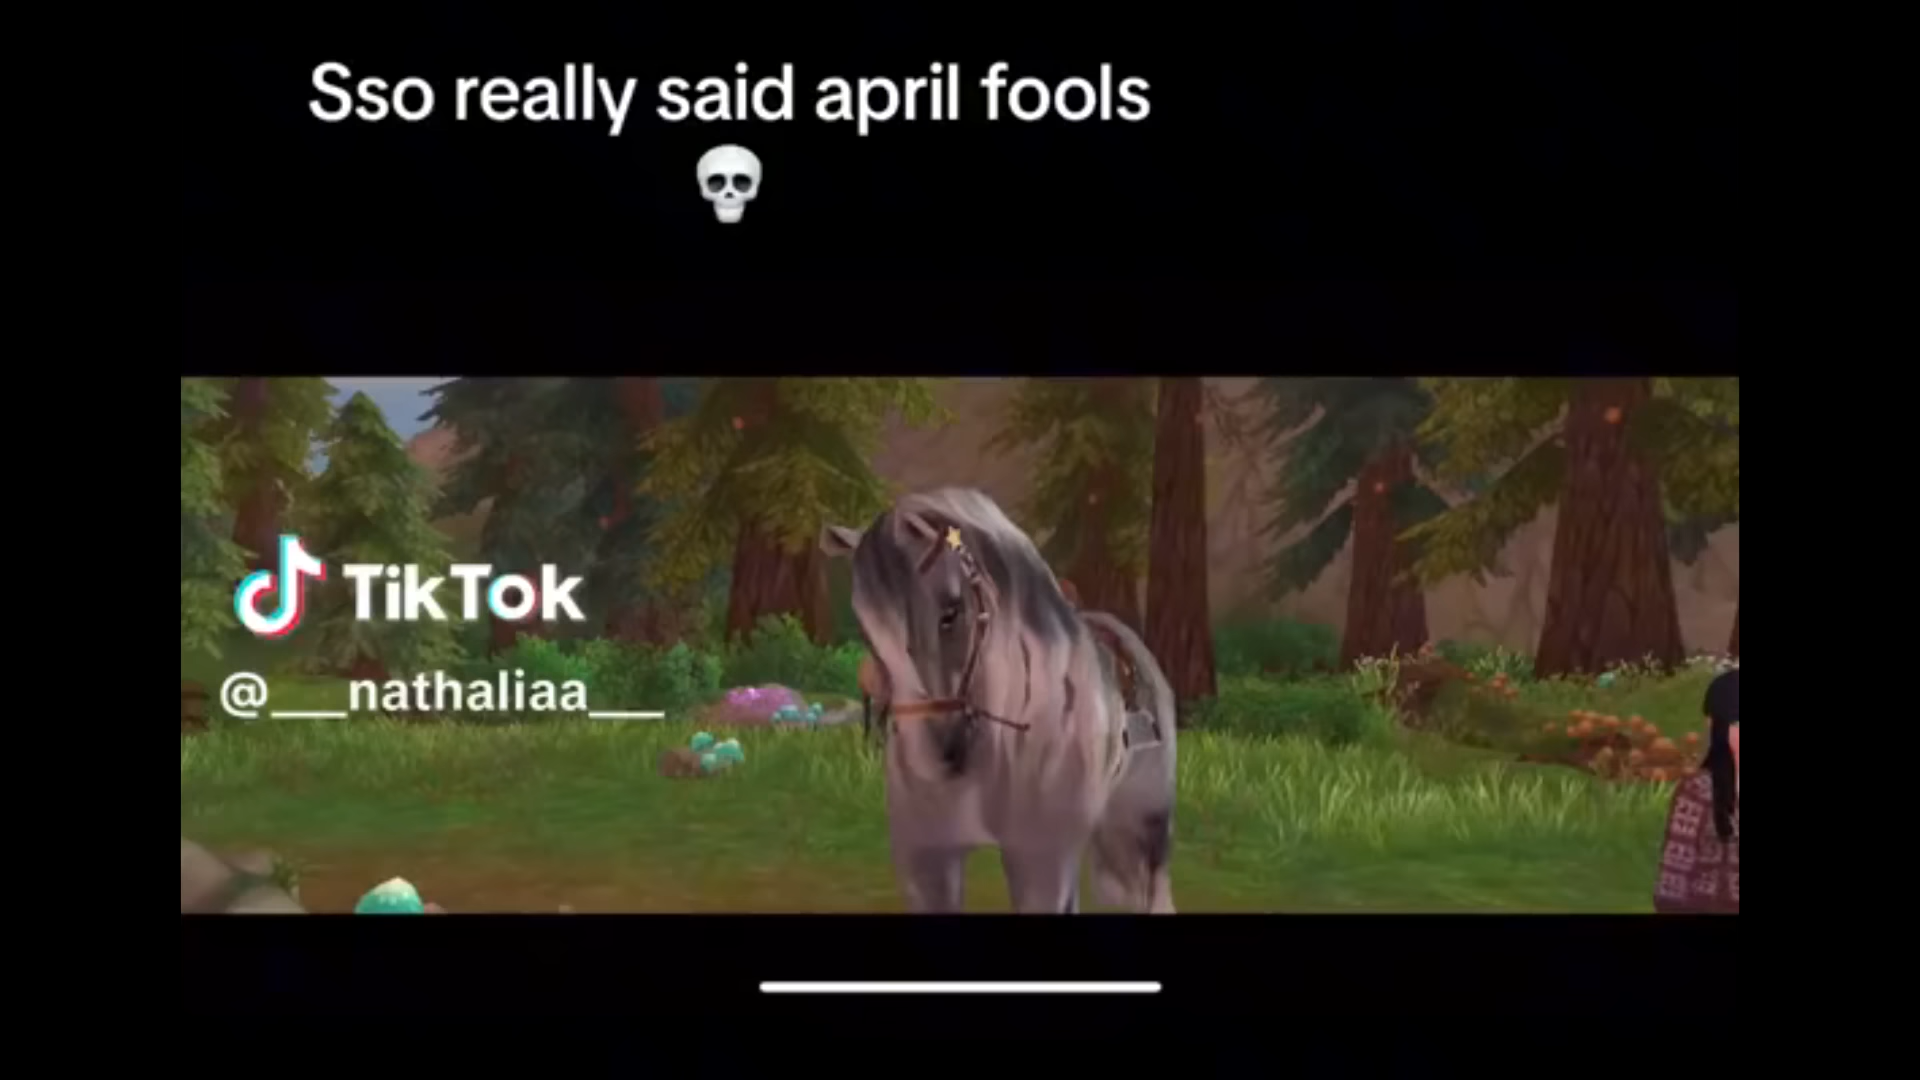 Sso really said april fools
💀
TikTok
@___nathaliaa___